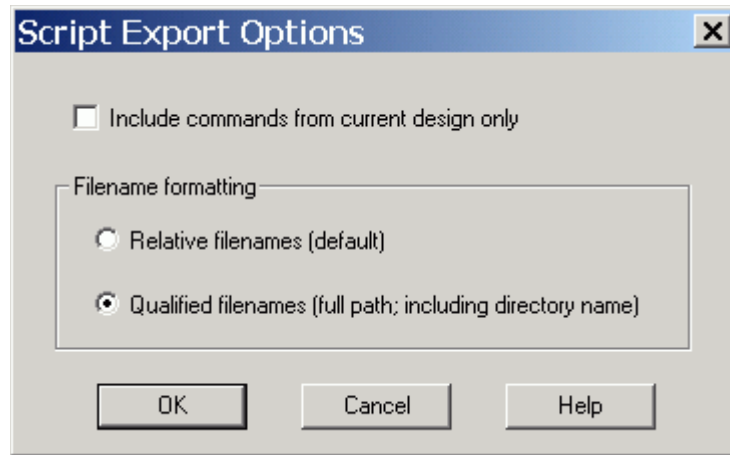 Script Export Options
Include commands from current design only
Filename formatting
Relative filenames (default)
Qualified filenames (full path; including directory name)
OK Cancel Help